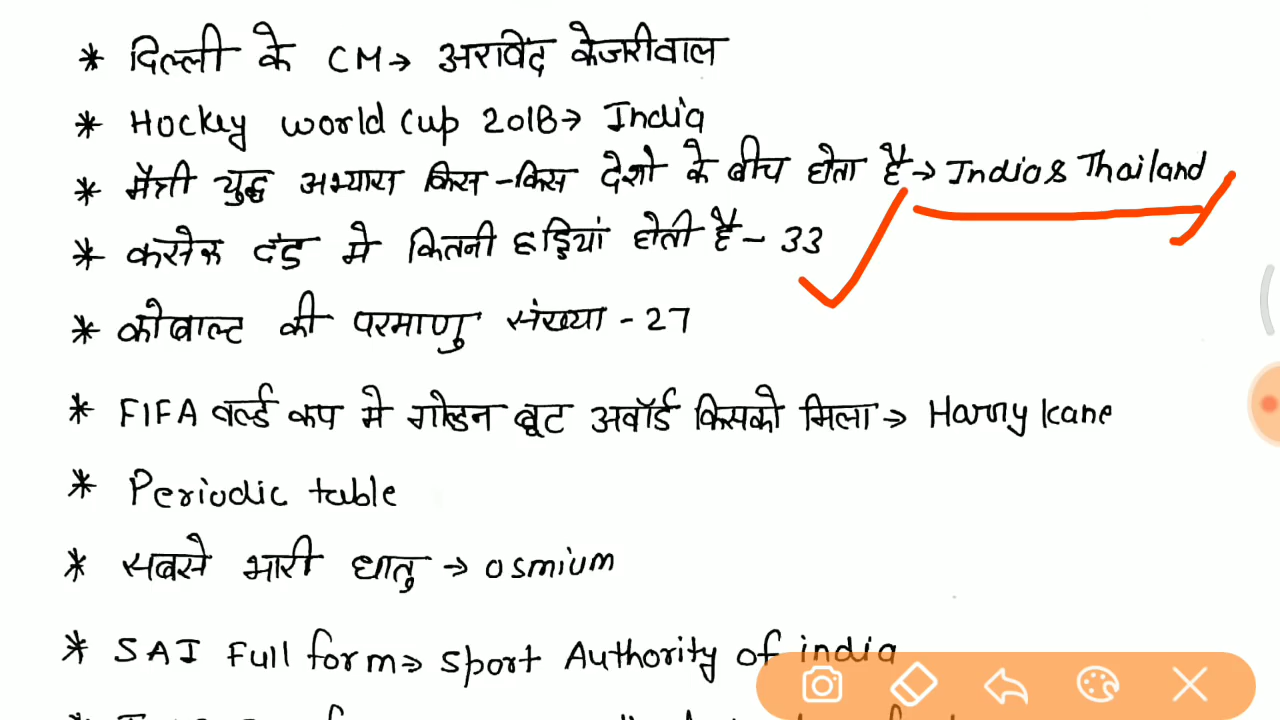 * दिल्ली के CM → अरविंद केजरीवाल
* Hockey world cup 2018 → India
* मैत्री युद्ध अभ्यास किस-किस देशो के बीच होता है → India & Thailand
* कसेरु दंड मे कितनी हड्डियां होती है - 33
* कोबाल्ट की परमाणु संख्या - 27
* FIFA वर्ल्ड कप मे गोल्डन बूट अवॉर्ड किसको मिला → Harry kane
* Periodic table
* सबसे भारी धातु → osmium
* SAI Full form → sport Authority of india